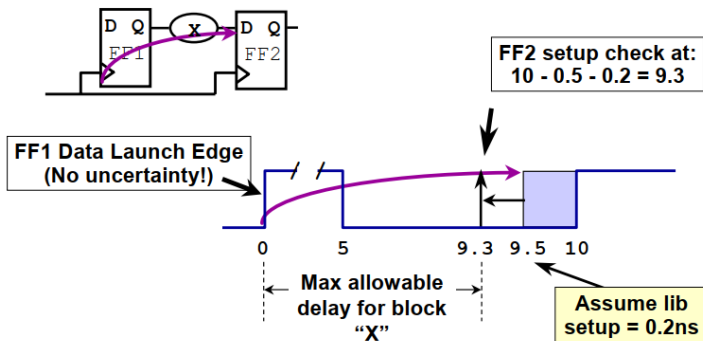 D Q
X
D Q
FF1
FF2
FF2 setup check at:
10 - 0.5 - 0.2 = 9.3
FF1 Data Launch Edge
(No uncertainty!)
0
5
9.3
9.5
10
Max allowable
delay for block
“X”
Assume lib
setup = 0.2ns